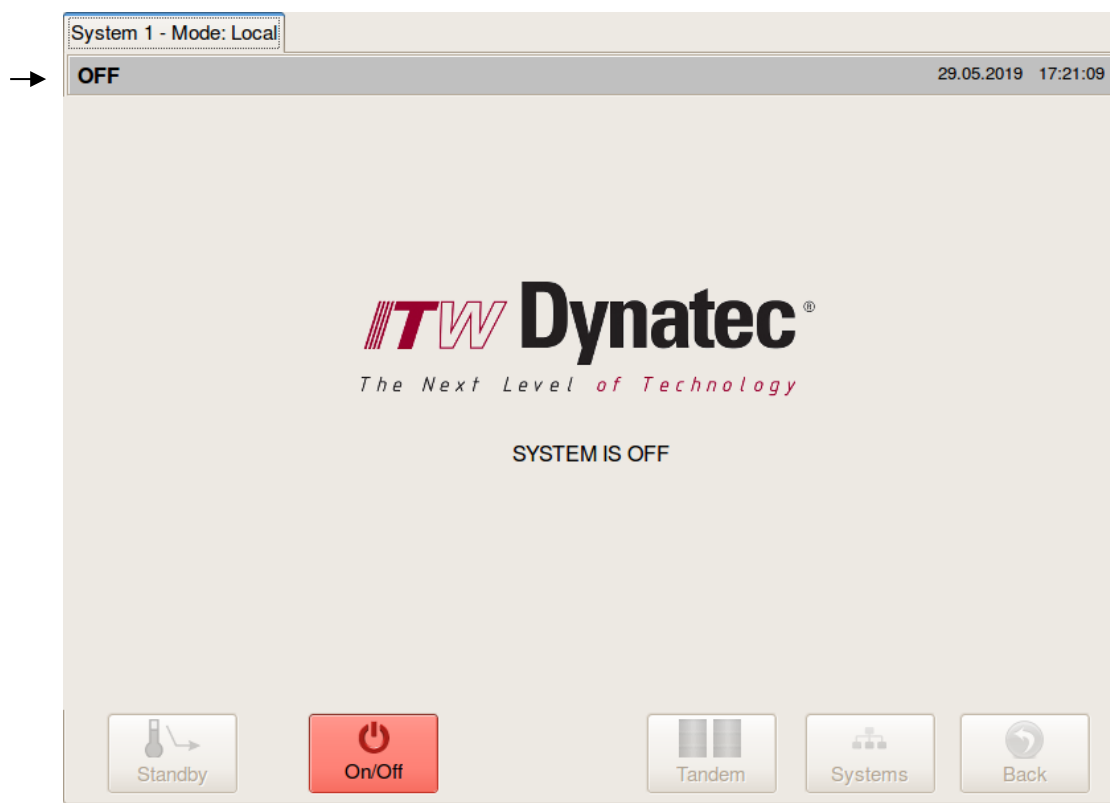 System 1 - Mode: Local
OFF 29.05.2019 17:21:09
ITW Dynatec ®
The Next Level of Technology
SYSTEM IS OFF
Standby On/Off Tandem Systems Back